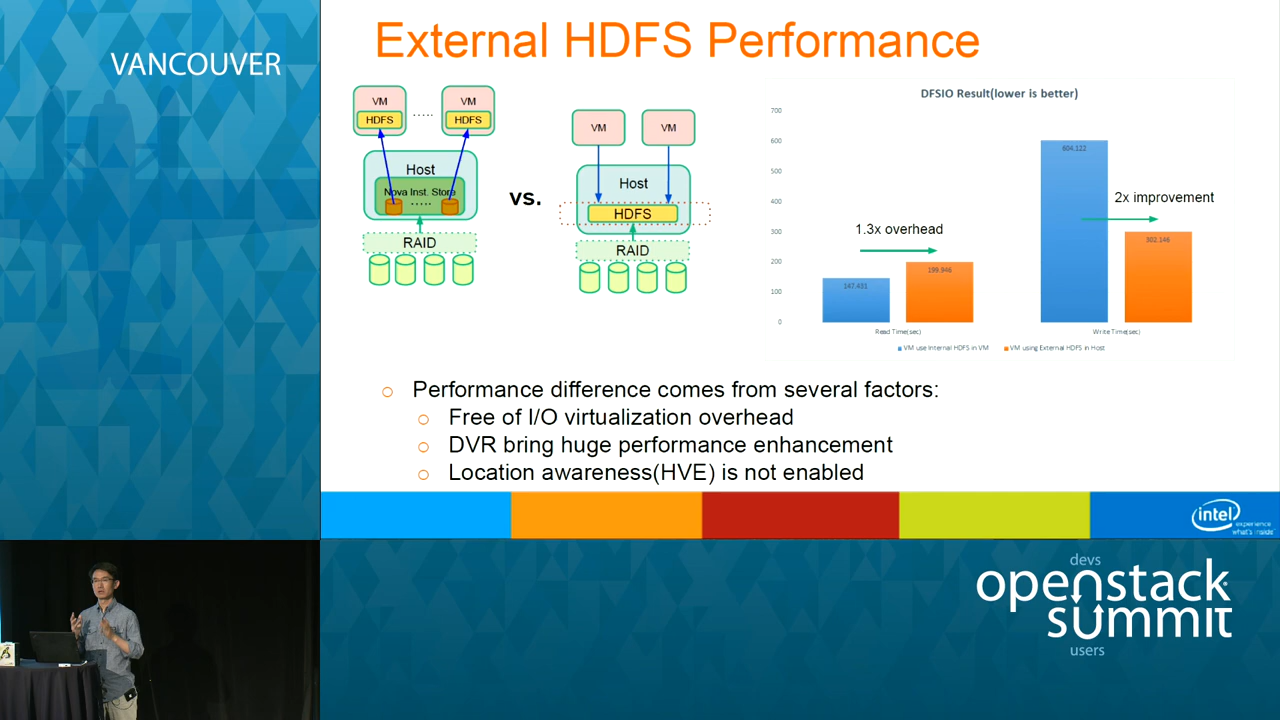 VANCOUVER
External HDFS Performance
VM
HDFS
.....
VM
HDFS
Host
Nova Inst. Store
.....
RAID
vs.
VM
VM
Host
HDFS
RAID
DFSIO Result(lower is better)
700
600
500
400
300
200
100
0
147.431
199.946
604.122
302.146
1.3x overhead
2x improvement
Read Time(sec)
Write Time(sec)
VM use Internal HDFS in VM
VM using External HDFS in Host
Performance difference comes from several factors:
Free of I/O virtualization overhead
DVR bring huge performance enhancement
Location awareness(HVE) is not enabled
intel
experience
what's inside
devs
openstack
summit
users